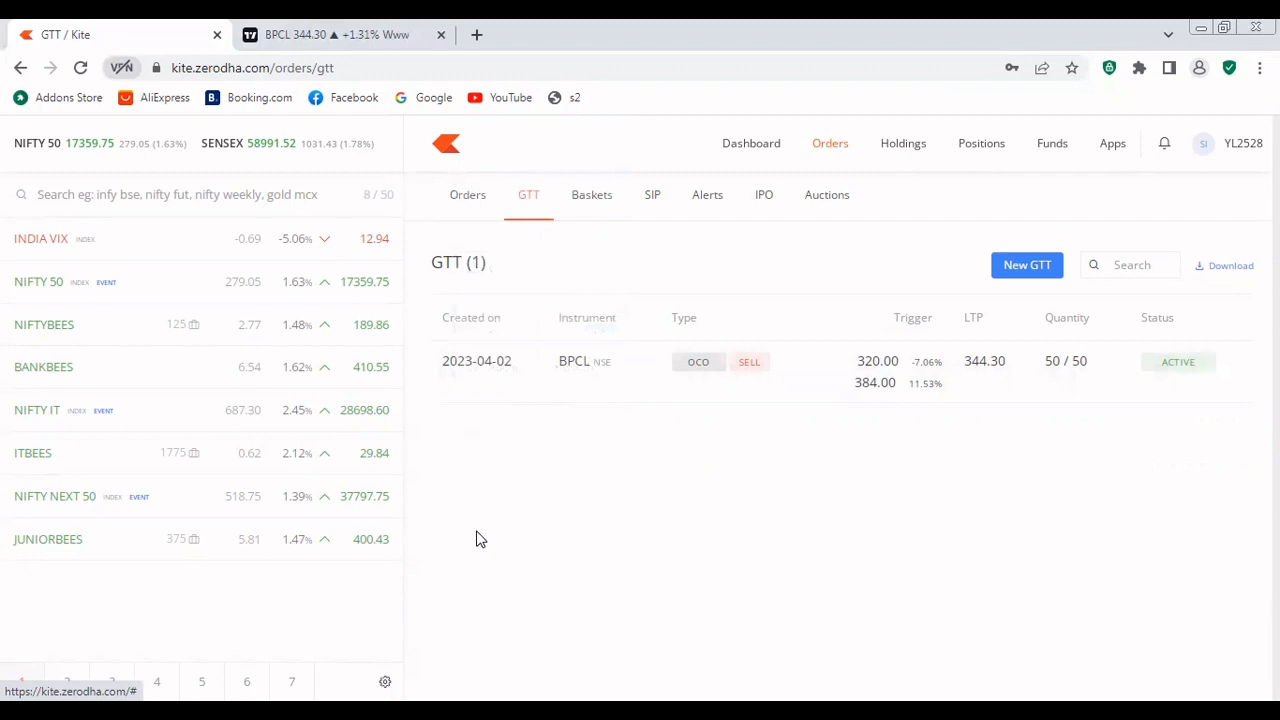 GTT / Kite
BPCL 344.30 ▲ +1.31% Www
VPN
kite.zerodha.com/orders/gtt
Addons Store AliExpress Booking.com Facebook Google YouTube s2
NIFTY 50 17359.75 279.05 (1.63%) SENSEX 58991.52 1031.43 (1.78%)
Dashboard Orders Holdings Positions Funds Apps SI YL2528
Search eg: infy bse, nifty fut, nifty weekly, gold mcx 8 / 50
Orders GTT Baskets SIP Alerts IPO Auctions
INDIA VIX INDEX -0.69 -5.06% 12.94
NIFTY 50 INDEX EVENT 279.05 1.63% 17359.75
NIFTYBEES 125 2.77 1.48% 189.86
BANKBEES 6.54 1.62% 410.55
NIFTY IT INDEX EVENT 687.30 2.45% 28698.60
ITBEES 1775 0.62 2.12% 29.84
NIFTY NEXT 50 INDEX EVENT 518.75 1.39% 37797.75
JUNIORBEES 375 5.81 1.47% 400.43
GTT (1)
New GTT Search Download
Created on Instrument Type Trigger LTP Quantity Status
2023-04-02 BPCL NSE OCO SELL 320.00 -7.06% 344.30 50 / 50 ACTIVE
384.00 11.53%
4 5 6 7
https://kite.zerodha.com/#